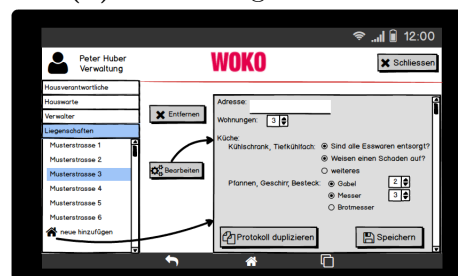 12:00
Peter Huber
Verwaltung
WOKO
Schliessen
Hausverantwortliche
Hauswarte
Verwalter
Liegenschaften
Musterstrasse 1
Musterstrasse 2
Musterstrasse 3
Musterstrasse 4
Musterstrasse 5
Musterstrasse 6
neue hinzufügen
Entfernen
Bearbeiten
Adresse:
Wohnungen: 3
Küche:
Kühlschrank, Tiefkühlfach: Sind alle Esswaren entsorgt?
Weisen einen Schaden auf?
weiteres
Pfannen, Geschirr, Besteck: Gabel 2
Messer 3
Brotmesser
Protokoll duplizieren
Speichern